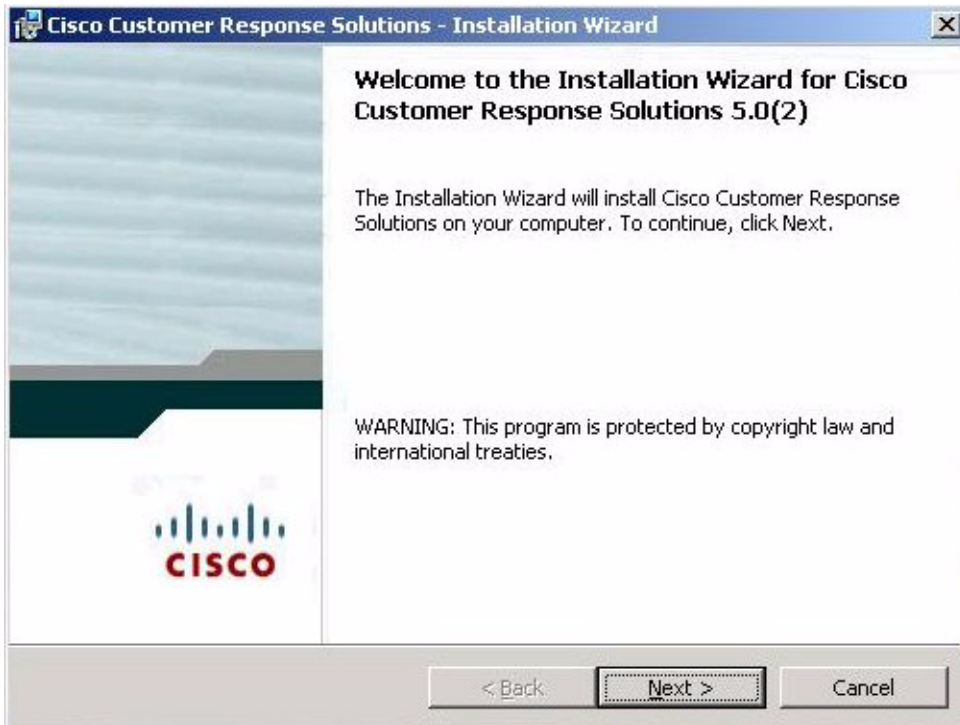 Cisco Customer Response Solutions - Installation Wizard
Welcome to the Installation Wizard for Cisco
Customer Response Solutions 5.0(2)
The Installation Wizard will install Cisco Customer Response
Solutions on your computer. To continue, click Next.
WARNING: This program is protected by copyright law and
international treaties.
CISCO
< Back
Next >
Cancel